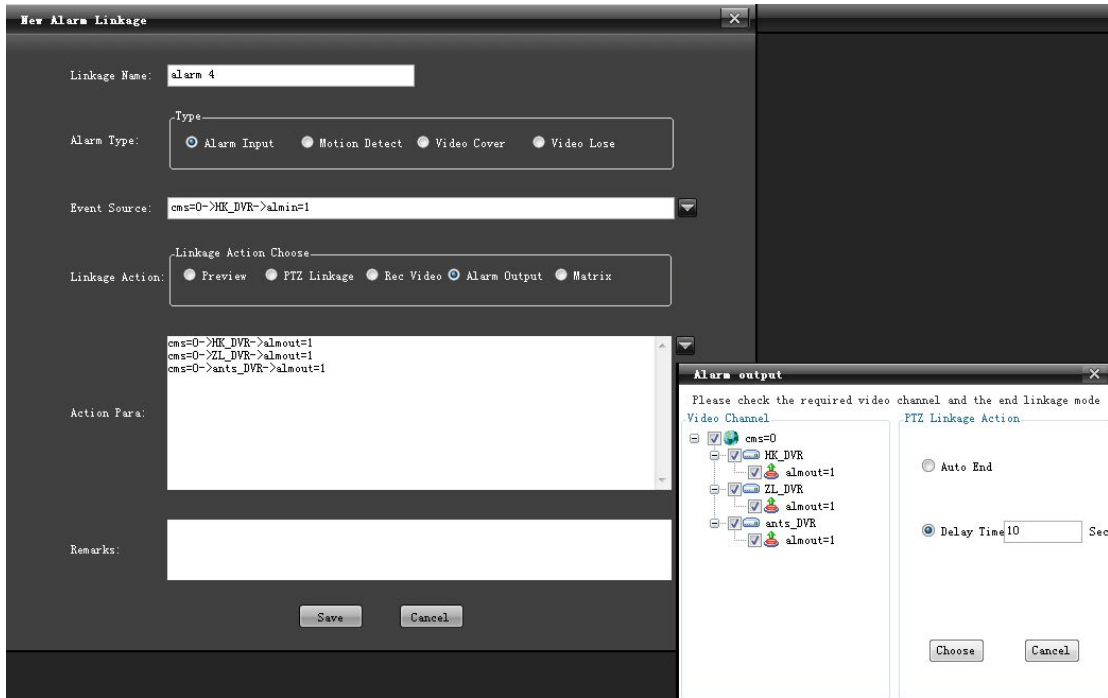 New Alarm Linkage
Linkage Name: alarm 4
Type
Alarm Type: Alarm Input Motion Detect Video Cover Video Lose
Event Source: cms=0->HK_DVR->almin=1
Linkage Action Choose
Linkage Action: Preview PTZ Linkage Rec Video Alarm Output Matrix
cms=0->HK_DVR->almout=1
cms=0->ZL_DVR->almout=1
cms=0->ants_DVR->almout=1
Action Para:
Remarks:
Save Cancel
Alarm output
Please check the required video channel and the end linkage mode
Video Channel
cms=0
HK_DVR
almout=1
ZL_DVR
almout=1
ants_DVR
almout=1
PTZ Linkage Action
Auto End
Delay Time 10 Sec
Choose Cancel